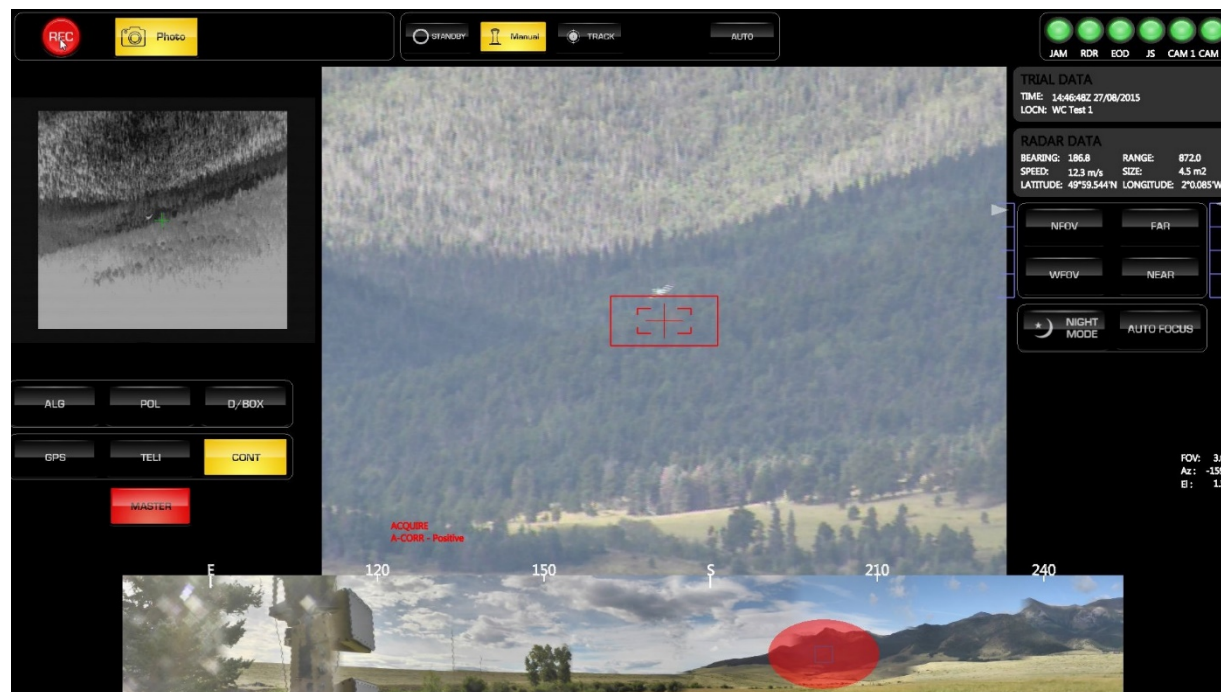 REC
Photo
STANDBY
Manual
TRACK
AUTO
JAM RDR EOD JS CAM 1 CAM
TRIAL DATA
TIME: 14:46:48Z 27/08/2015
LOCN: WC Test 1
RADAR DATA
BEARING: 186.8 RANGE: 872.0
SPEED: 12.3 m/s SIZE: 4.5 m2
LATITUDE: 49°59.544'N LONGITUDE: 2°0.085'W
NFOV FAR
WFOV NEAR
NIGHT
MODE
AUTO FOCUS
ALG POL D/BOX
GPS TELI CONT
MASTER
FOV: 3.
Az: -15
El: 1.
ACQUIRE
A-CORR - Positive
E 120 150 S 210 240